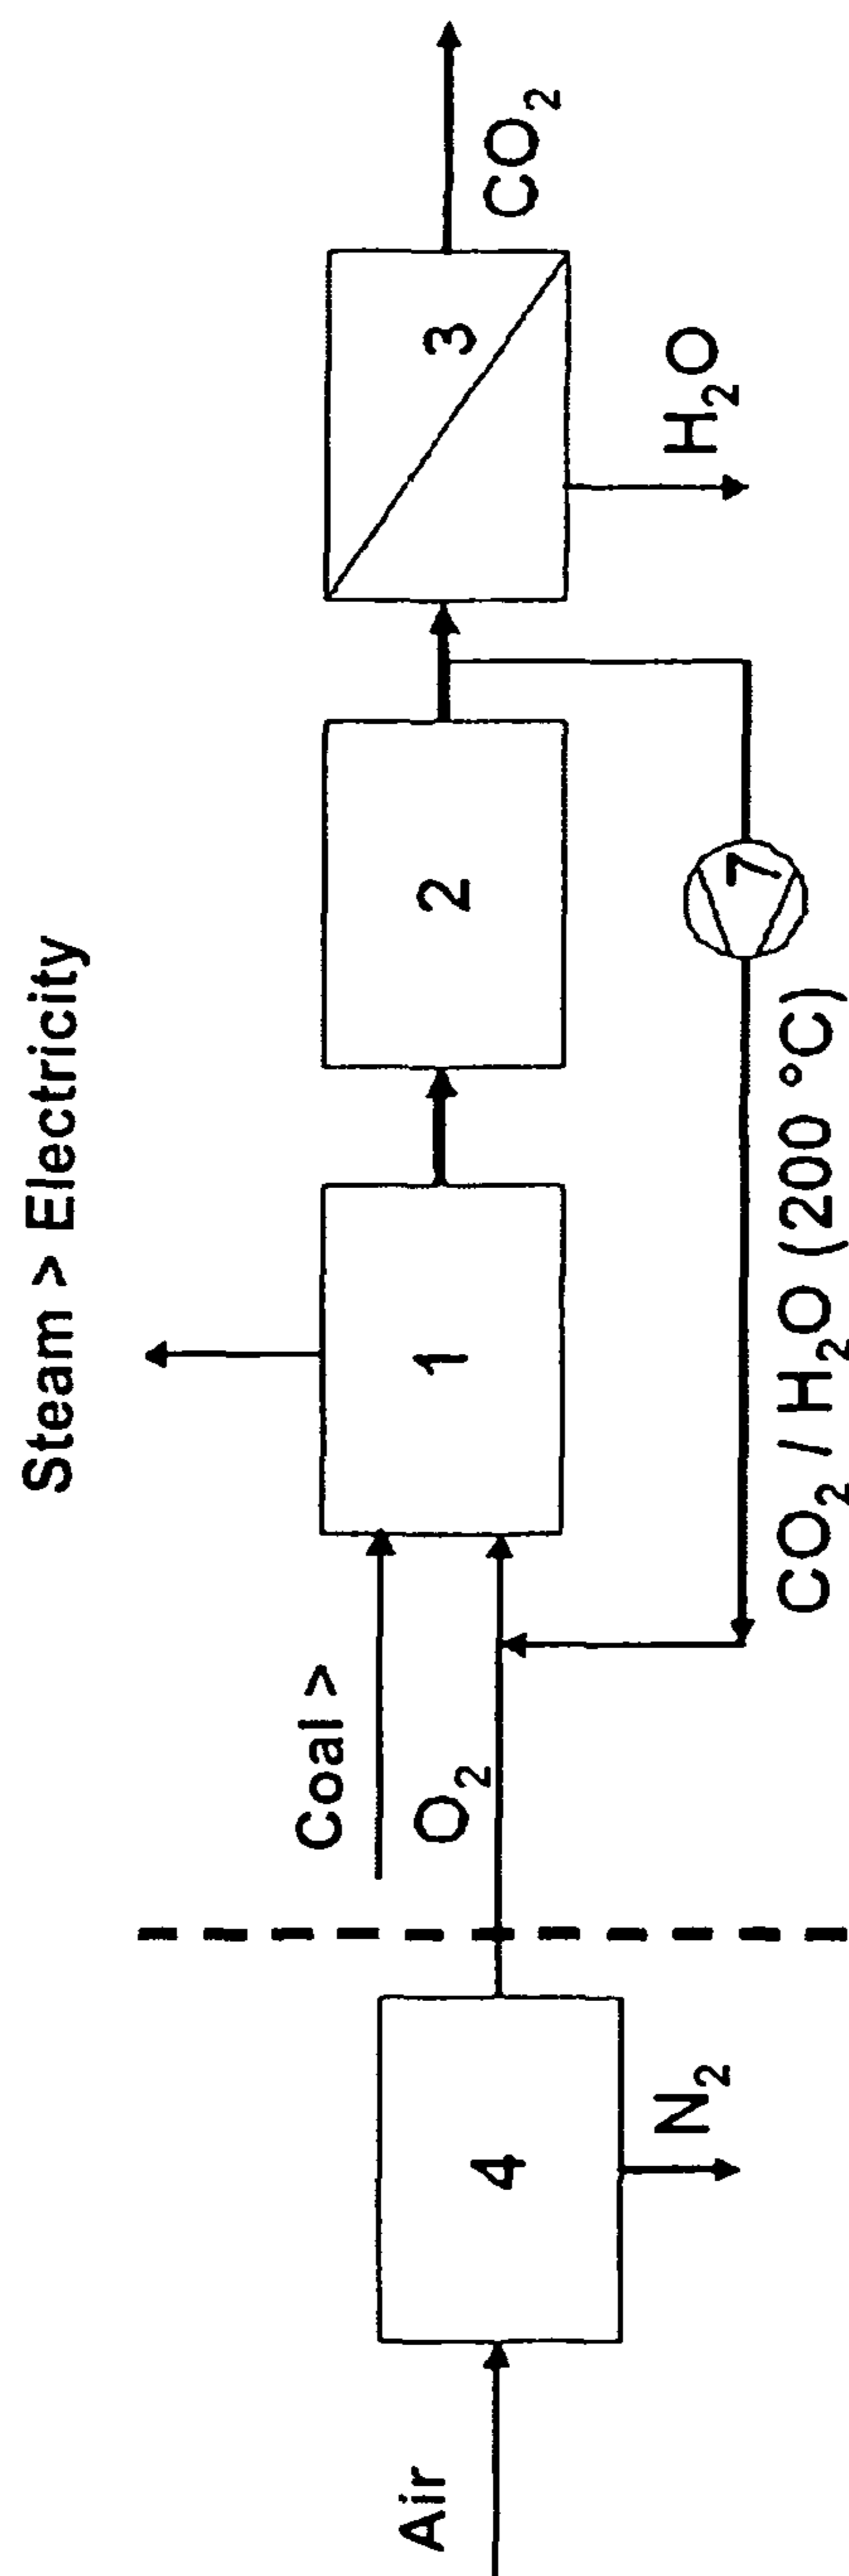 Steam > Electricity
Coal >
O₂
Air
4
N₂
1
2
3
CO₂
H₂O
7
CO₂ / H₂O (200 °C)